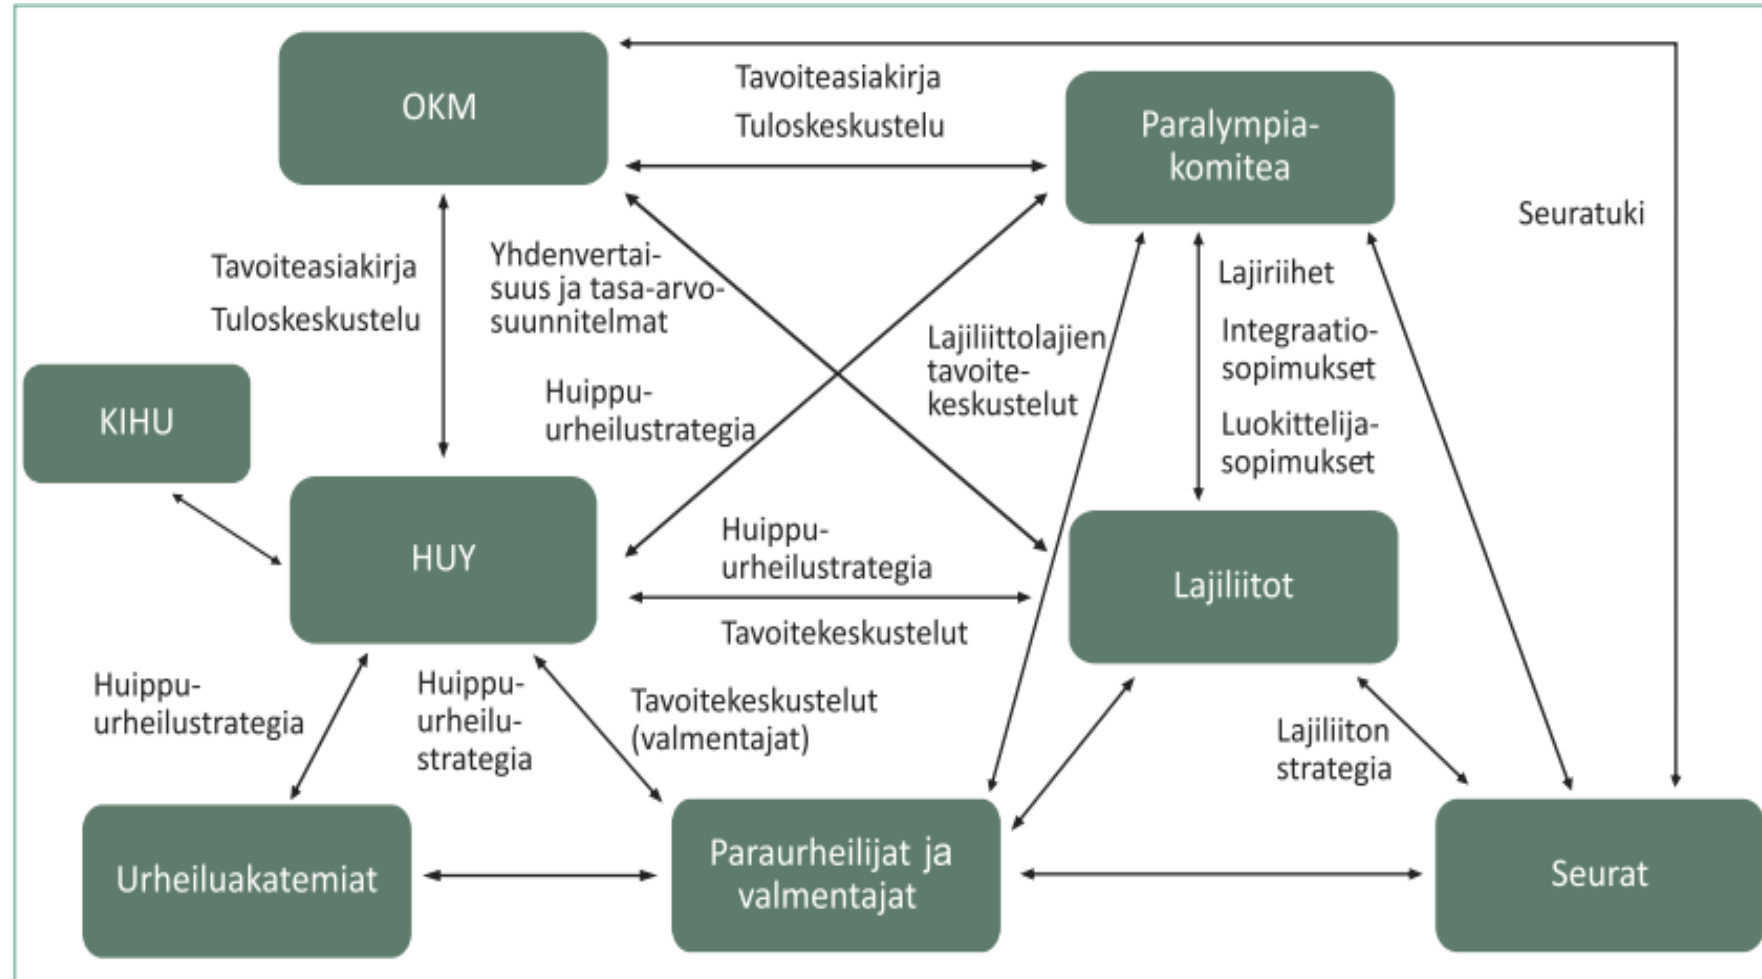 OKM
Tavoiteasiakirja
Tuloskeskustelu
Paralympia-
komitea
Seuratuki
Tavoiteasiakirja
Tuloskeskustelu
Yhdenvertai-
suus ja tasa-arvo-
suunnitelmat
Lajiriihet
Integraatio-
sopimukset
Luokittelija-
sopimukset
Lajiliittolajien
tavoite-
keskustelut
Huippu-
urheilustrategia
KIHU
HUY
Huippu-
urheilustrategia
Tavoitekeskustelut
Lajiliitot
Huippu-
urheilustrategia
Huippu-
urheilu-
strategia
Tavoitekeskustelut
(valmentajat)
Lajiliiton
strategia
Urheiluakatemiat
Paraurheilijat ja
valmentajat
Seurat